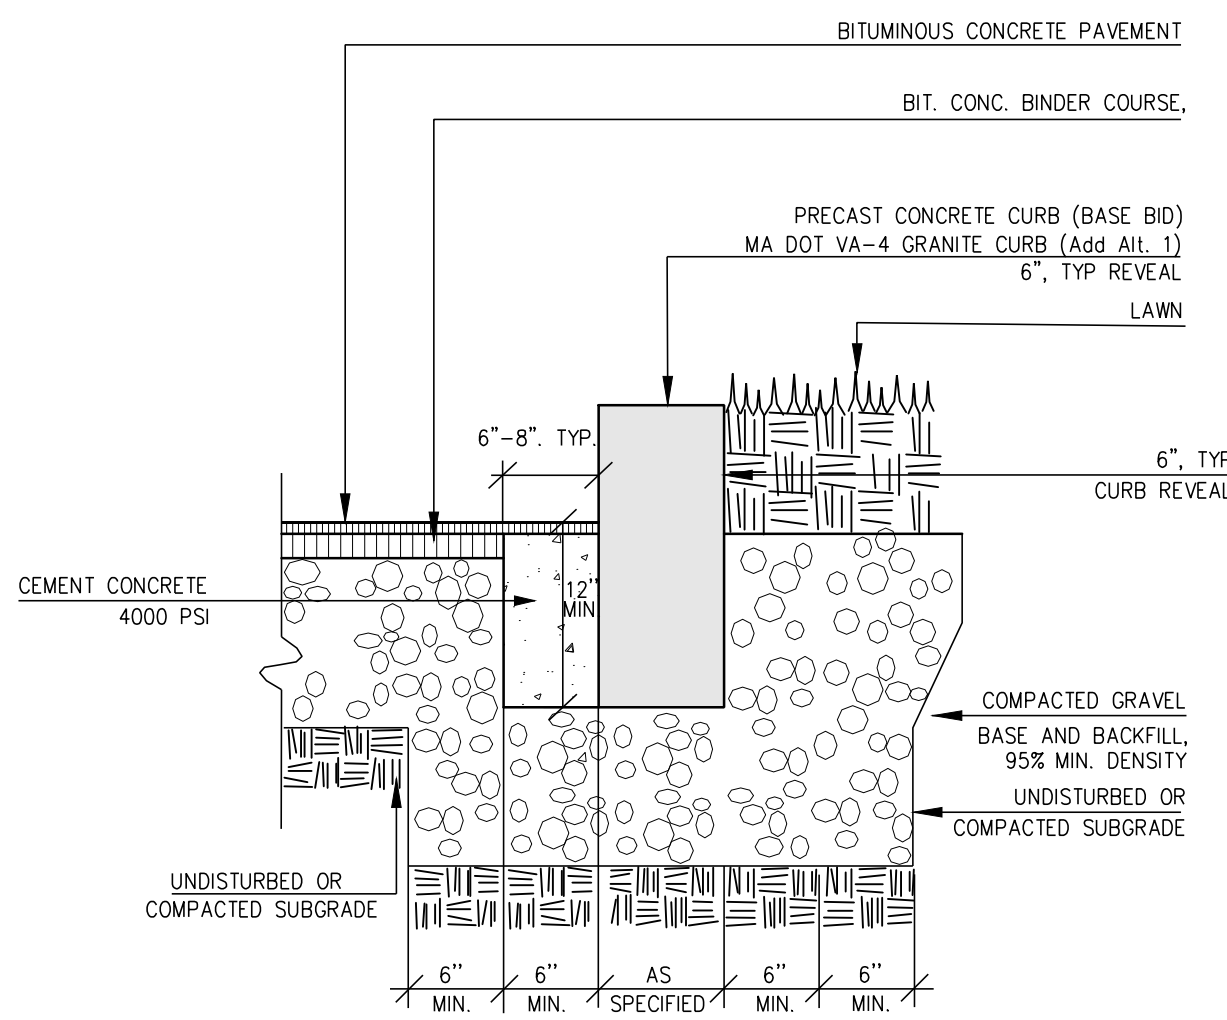 BITUMINOUS CONCRETE PAVEMENT
BIT. CONC. BINDER COURSE,
PRECAST CONCRETE CURB (BASE BID)
MA DOT VA-4 GRANITE CURB (Add Alt. 1)
6", TYP REVEAL
LAWN
6"-8". TYP.
6", TYP
CURB REVEAL
CEMENT CONCRETE
4000 PSI
12"
MIN
COMPACTED GRAVEL
BASE AND BACKFILL,
95% MIN. DENSITY
UNDISTURBED OR
COMPACTED SUBGRADE
UNDISTURBED OR
COMPACTED SUBGRADE
6" 6" AS 6" 6"
MIN. MIN. SPECIFIED MIN. MIN.